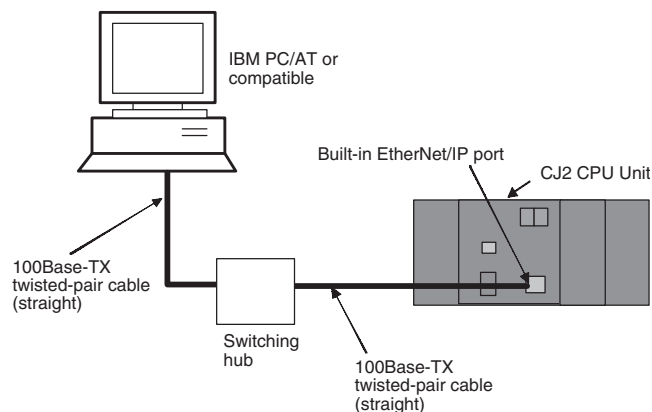 IBM PC/AT or
compatible
Built-in EtherNet/IP port
CJ2 CPU Unit
100Base-TX
twisted-pair cable
(straight)
Switching
hub
100Base-TX
twisted-pair cable
(straight)